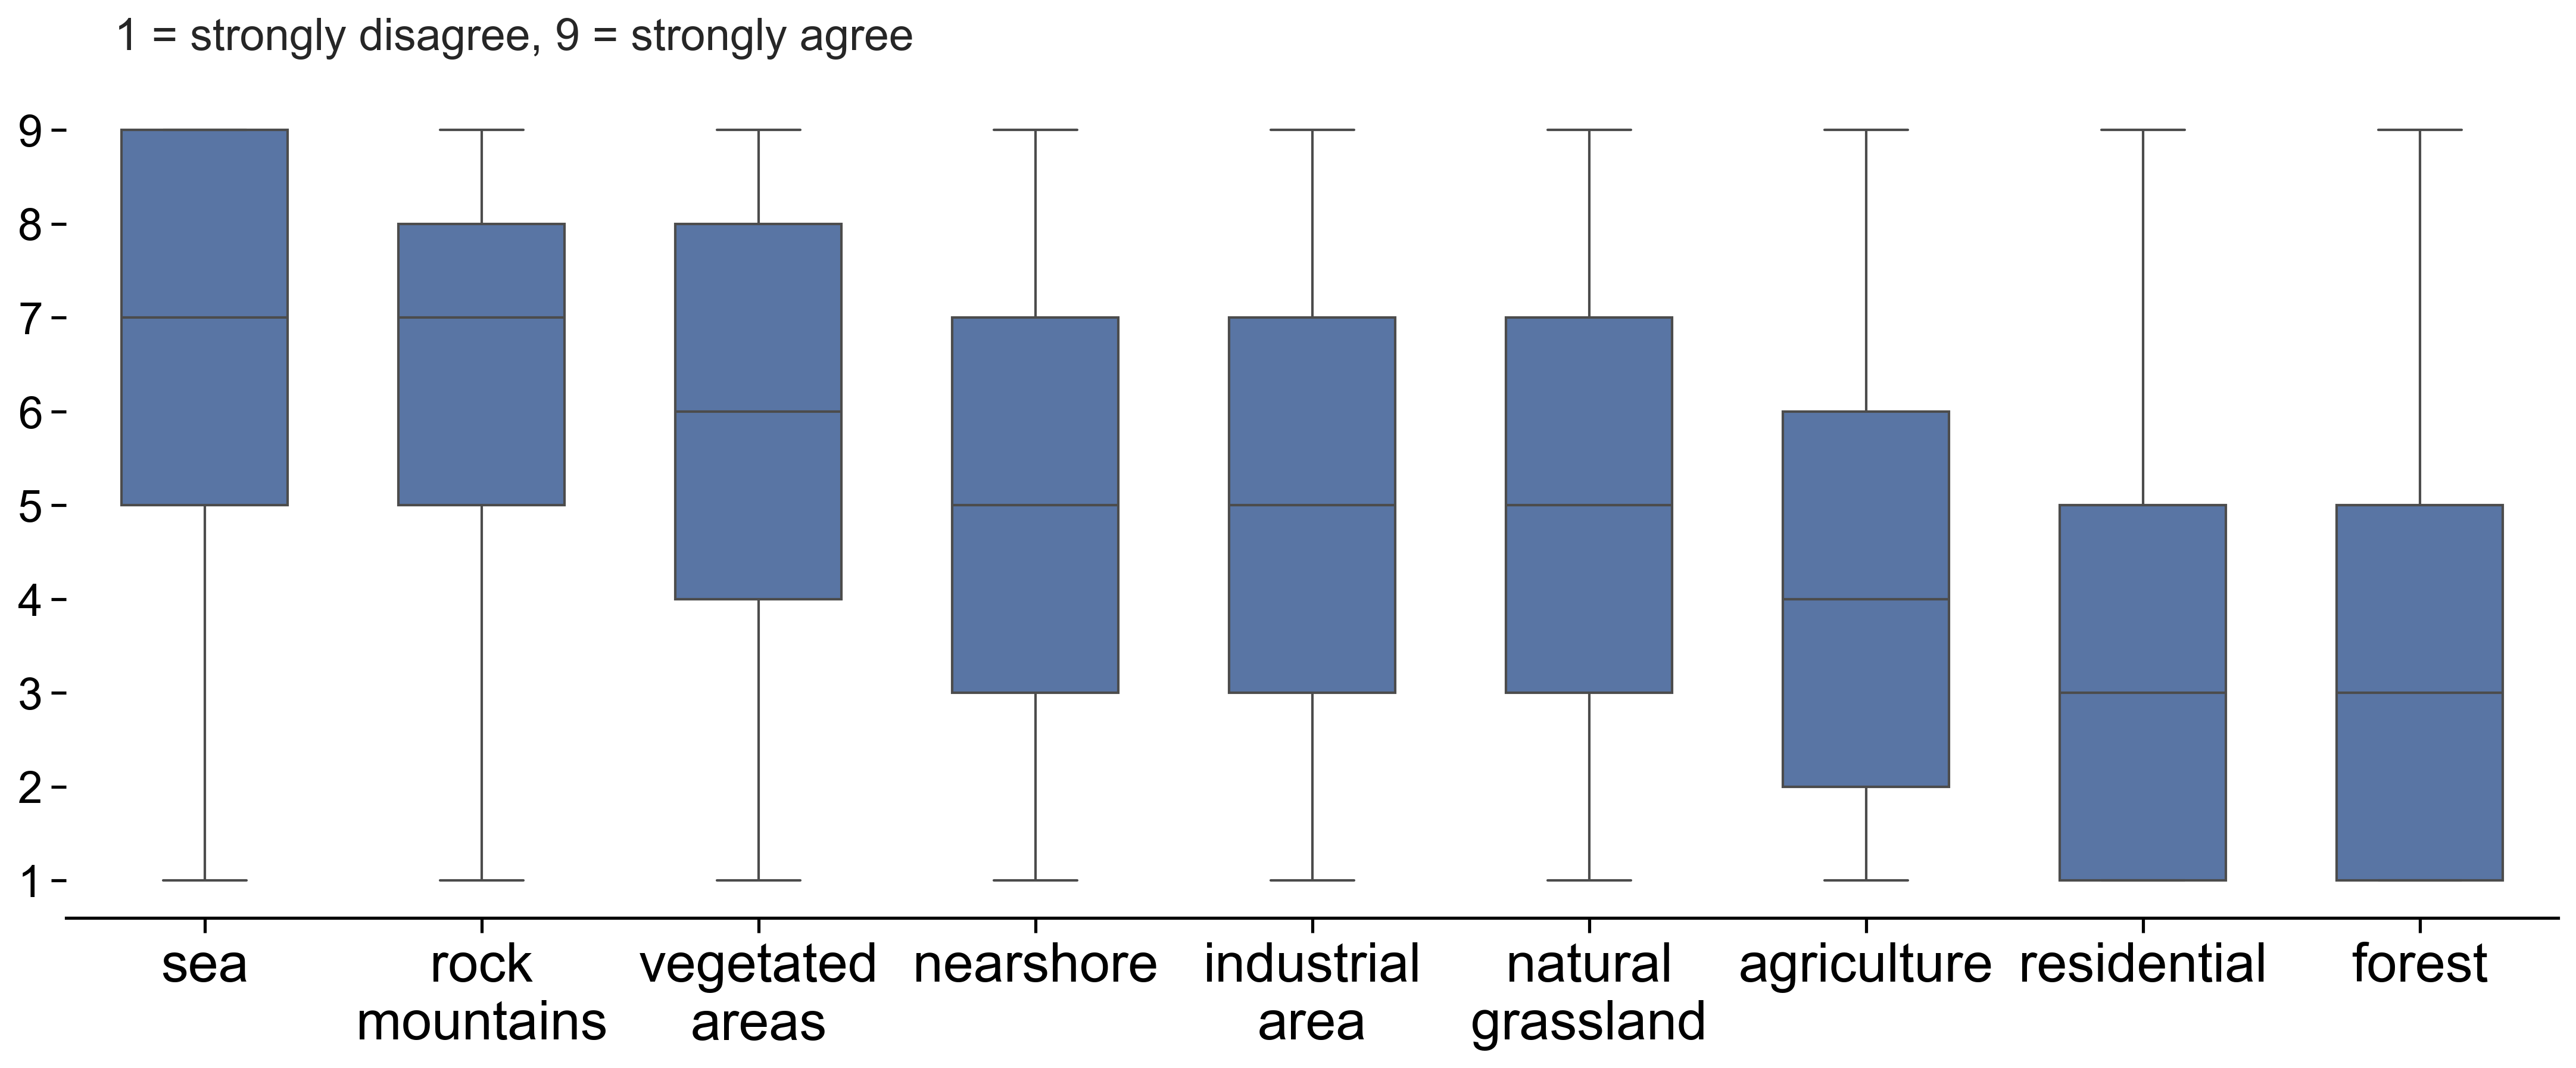 1 = strongly disagree, 9 = strongly agree
9
8
7
6
5
4
3
2
1
sea
rock
mountains
vegetated
areas
nearshore
industrial
area
natural
grassland
agriculture
residential
forest